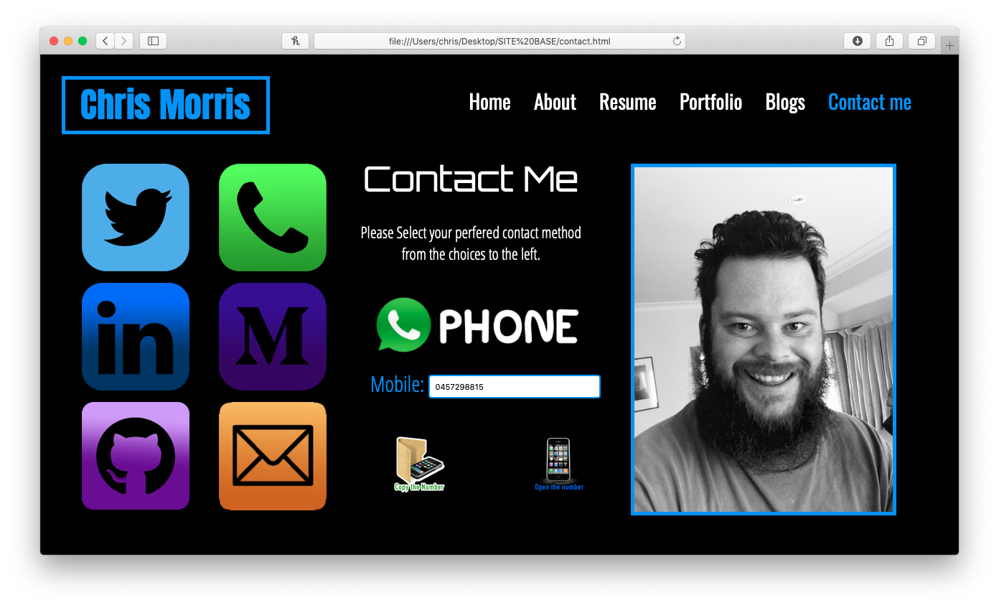 file:///Users/chris/Desktop/SITE%20BASE/contact.html
Chris Morris
Home About Resume Portfolio Blogs Contact me
Contact Me
Please Select your perfered contact method
from the choices to the left.
PHONE
Mobile: 0457298815
Copy the Number
Open the number
in
M